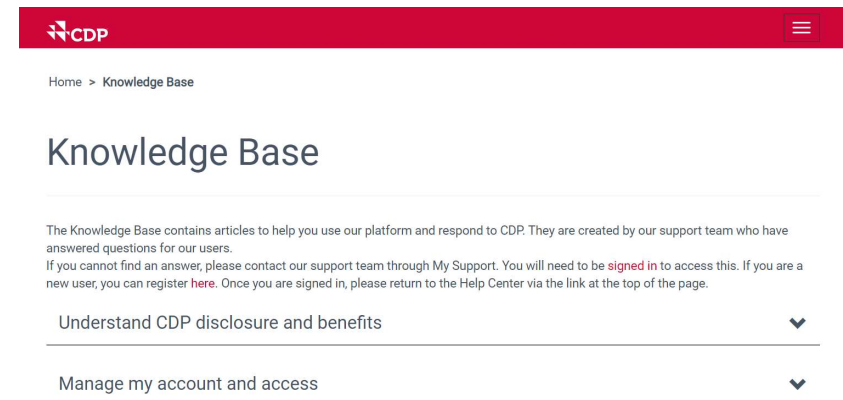 CDP
Home > Knowledge Base
Knowledge Base
The Knowledge Base contains articles to help you use our platform and respond to CDP. They are created by our support team who have
answered questions for our users.
If you cannot find an answer, please contact our support team through My Support. You will need to be signed in to access this. If you are a
new user, you can register here. Once you are signed in, please return to the Help Center via the link at the top of the page.
Understand CDP disclosure and benefits
Manage my account and access